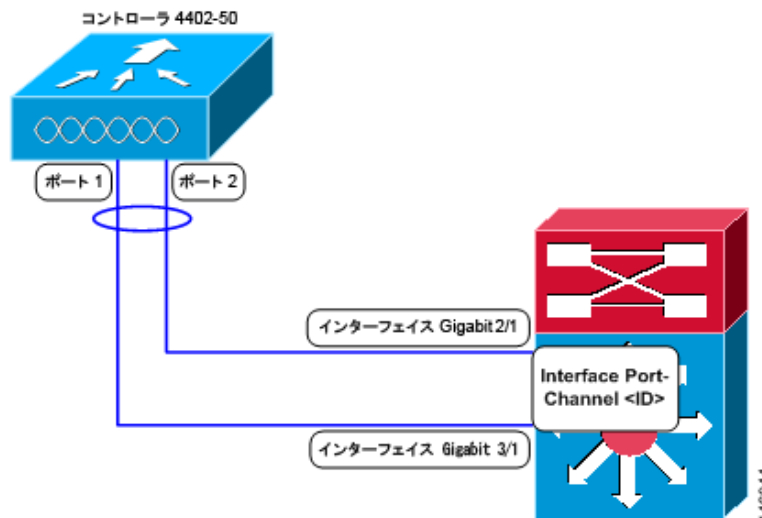 コントローラ 4402-50
ポート 1
ポート 2
インターフェイス Gigabit 2/1
Interface Port-
Channel <ID>
インターフェイス Gigabit 3/1